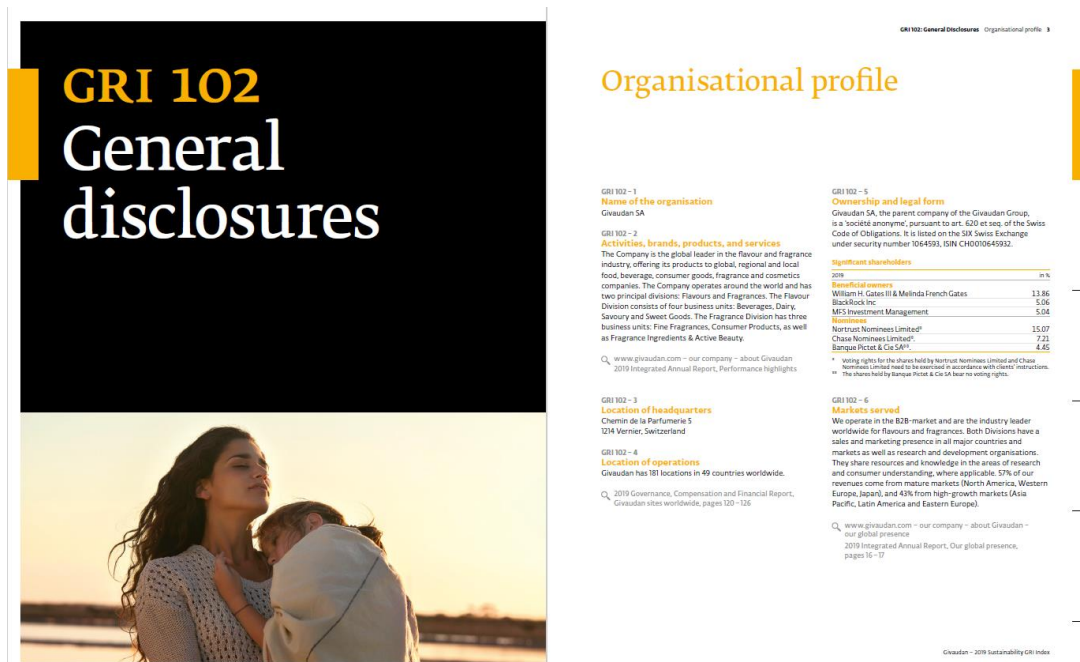 GRI 102
General
disclosures
GRI 102: General Disclosures Organisational profile 3
Organisational profile
GRI 102 – 1
Name of the organisation
Givaudan SA
GRI 102 – 2
Activities, brands, products, and services
The Company is the global leader in the flavour and fragrance
industry, offering its products to global, regional and local
food, beverage, consumer goods, fragrance and cosmetics
companies. The Company operates around the world and has
two principal divisions: Flavours and Fragrances. The Flavour
Division consists of four business units: Beverages, Dairy,
Savoury and Sweet Goods. The Fragrance Division has three
business units: Fine Fragrances, Consumer Products, as well
as Fragrance Ingredients & Active Beauty.
www.givaudan.com – our company – about Givaudan
2019 Integrated Annual Report, Performance highlights
GRI 102 – 3
Location of headquarters
Chemin de la Parfumerie 5
1214 Vernier, Switzerland
GRI 102 – 4
Location of operations
Givaudan has 181 locations in 49 countries worldwide.
2019 Governance, Compensation and Financial Report,
Givaudan sites worldwide, pages 120 –126
GRI 102 – 5
Ownership and legal form
Givaudan SA, the parent company of the Givaudan Group,
is a ‘société anonyme’, pursuant to art. 620 et seq. of the Swiss
Code of Obligations. It is listed on the SIX Swiss Exchange
under security number 1064593, ISIN CH0010645932.
Significant shareholders
2019 in %
Beneficial owners
William H. Gates III & Melinda French Gates 13.86
BlackRock Inc 5.06
MFS Investment Management 5.04
Nominees
Nortrust Nominees Limited* 15.07
Chase Nominees Limited*. 7.21
Banque Pictet & Cie SA**. 4.45
* Voting rights for the shares held by Nortrust Nominees Limited and Chase
Nominees Limited need to be exercised in accordance with clients' instructions.
** The shares held by Banque Pictet & Cie SA bear no voting rights.
GRI 102 – 6
Markets served
We operate in the B2B-market and are the industry leader
worldwide for flavours and fragrances. Both Divisions have a
sales and marketing presence in all major countries and
markets as well as research and development organisations.
They share resources and knowledge in the areas of research
and consumer understanding, where applicable. 57% of our
revenues come from mature markets (North America, Western
Europe, Japan), and 43% from high-growth markets (Asia
Pacific, Latin America and Eastern Europe).
www.givaudan.com – our company – about Givaudan –
our global presence
2019 Integrated Annual Report, Our global presence,
pages 16 –17
Givaudan – 2019 Sustainability GRI Index